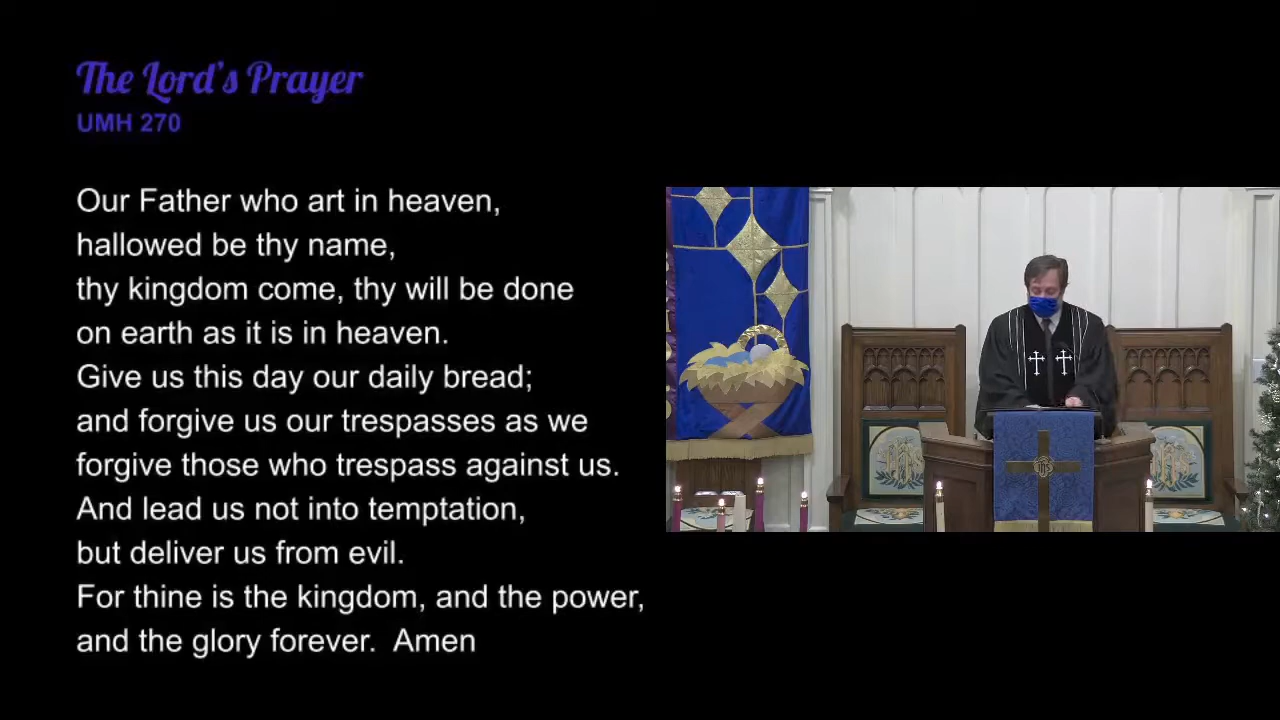 The Lord's Prayer
UMH 270
Our Father who art in heaven,
hallowed be thy name,
thy kingdom come, thy will be done
on earth as it is in heaven.
Give us this day our daily bread;
and forgive us our trespasses as we
forgive those who trespass against us.
And lead us not into temptation,
but deliver us from evil.
For thine is the kingdom, and the power,
and the glory forever.  Amen
IHS